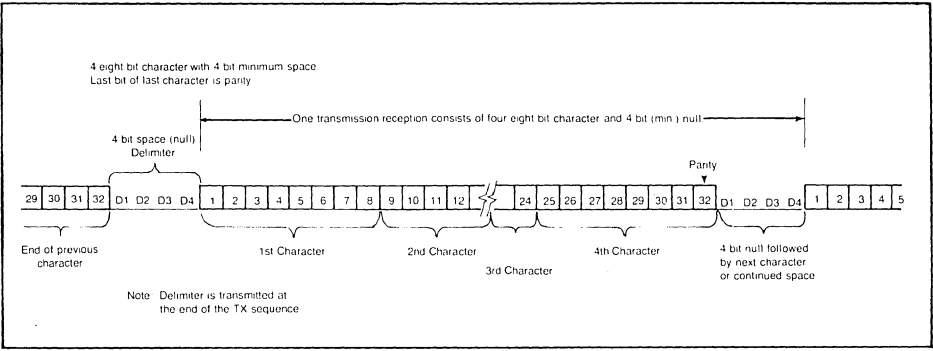 4 eight bit character with 4 bit minimum space.
Last bit of last character is parity
One transmission reception consists of four eight bit character and 4 bit (min) null
4 bit space (null)
Delimiter
Parity
29 30 31 32 D1 D2 D3 D4 1 2 3 4 5 6 7 8 9 10 11 12 24 25 26 27 28 29 30 31 32 D1 D2 D3 D4 1 2 3 4 5
End of previous
character
1st Character
2nd Character
3rd Character
4th Character
4 bit null followed
by next character
or continued space
Note: Delimiter is transmitted at
the end of the TX sequence